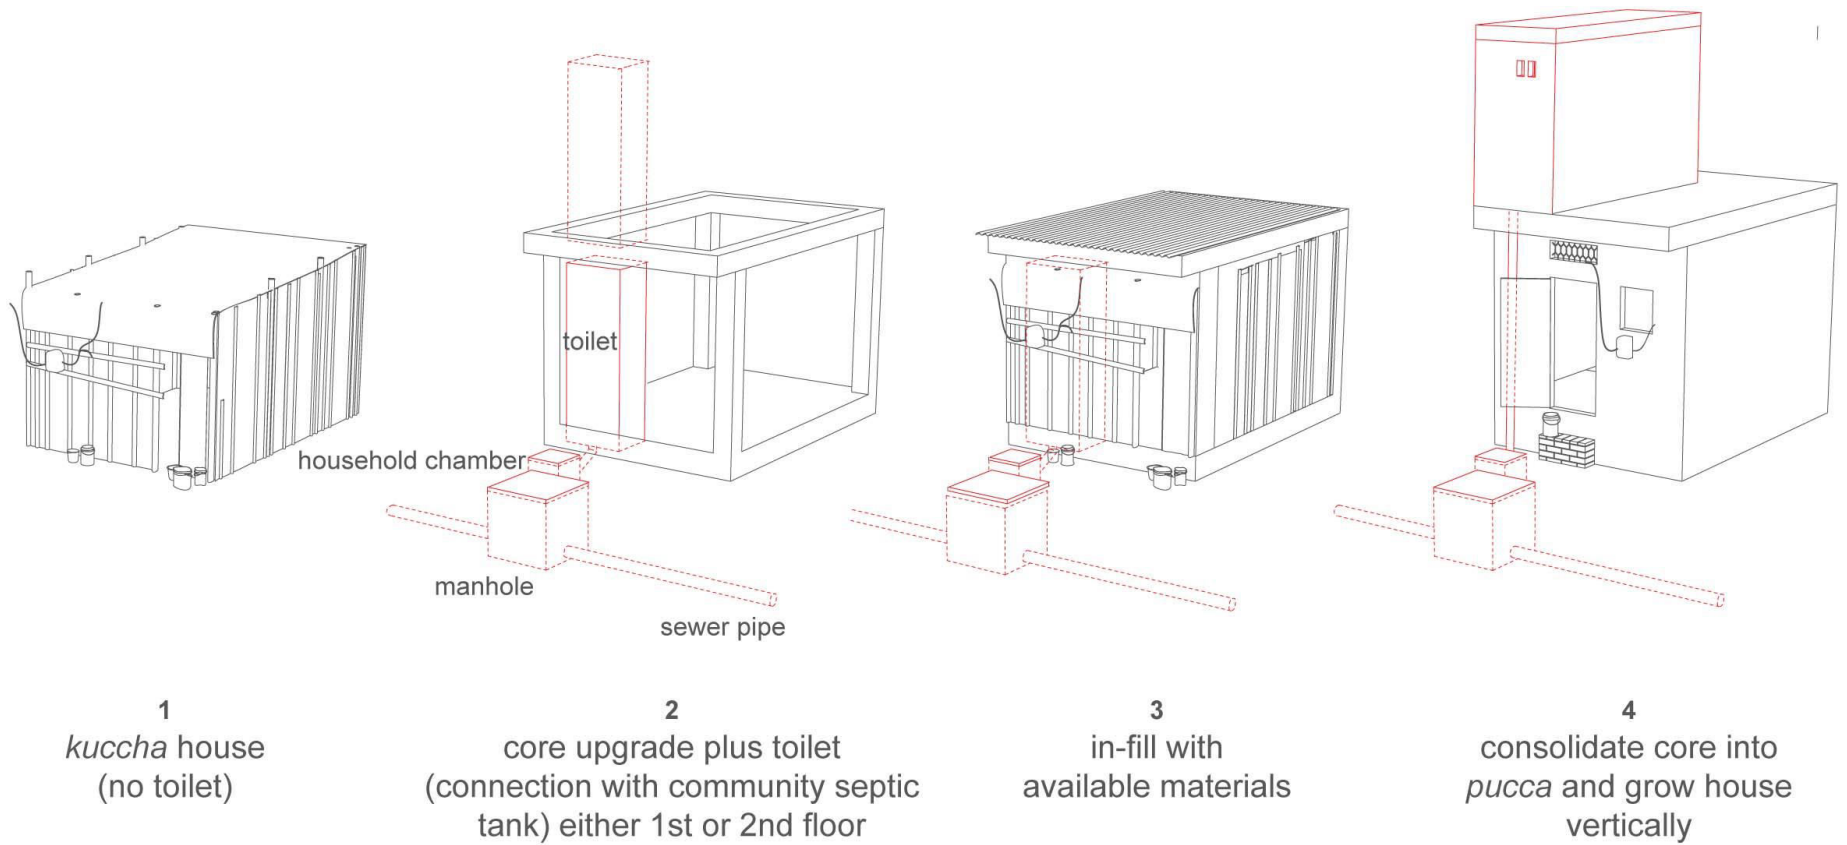 toilet
household chamber
manhole
sewer pipe
1
kuccha house
(no toilet)
2
core upgrade plus toilet
(connection with community septic
tank) either 1st or 2nd floor
3
in-fill with
available materials
4
consolidate core into
pucca and grow house
vertically